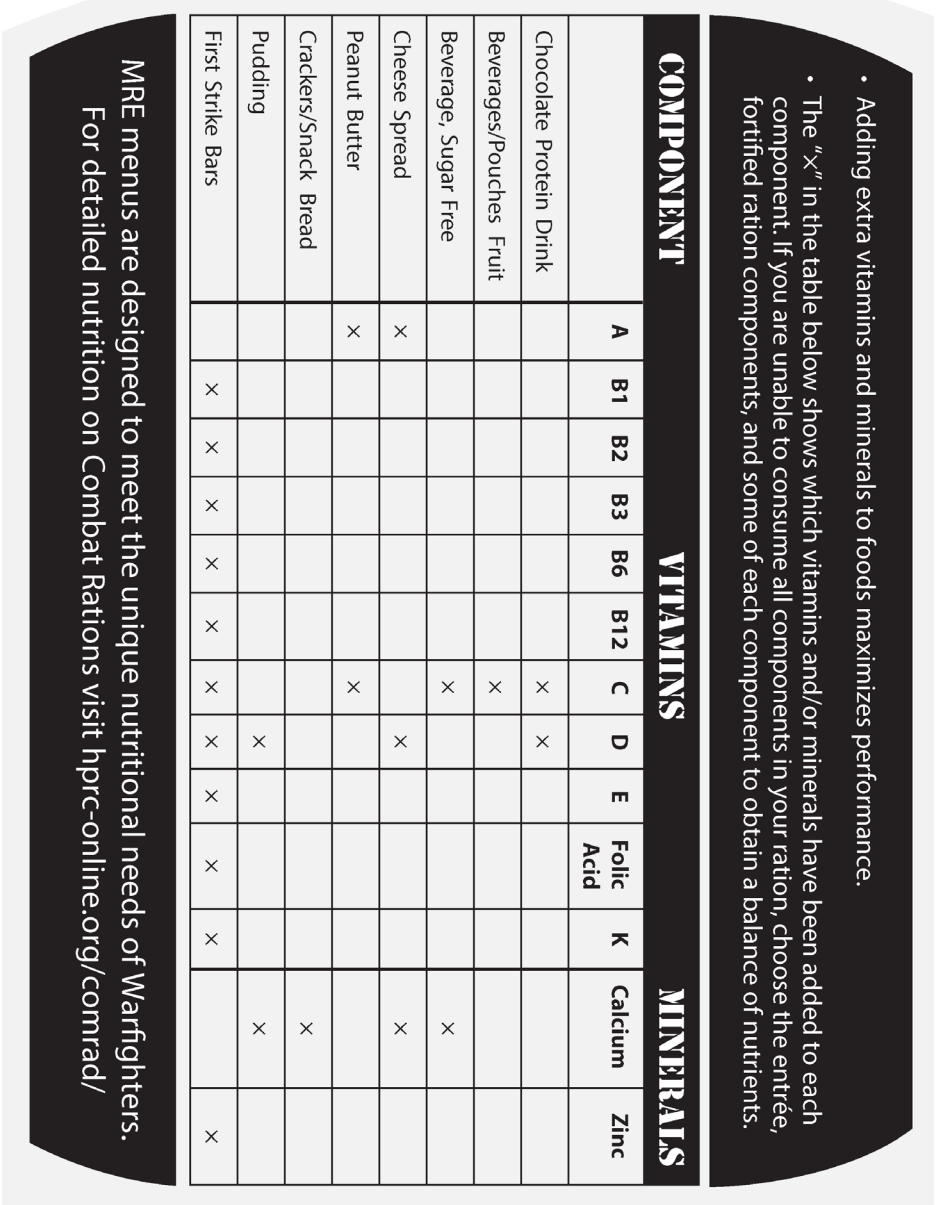 • Adding extra vitamins and minerals to foods maximizes performance.
• The “x” in the table below shows which vitamins and/or minerals have been added to each
component. If you are unable to consume all components in your ration, choose the entrée,
fortified ration components, and some of each component to obtain a balance of nutrients.
COMPONENT VITAMINS MINERALS
A B1 B2 B3 B6 B12 C D E Folic Acid K Calcium Zinc
Chocolate Protein Drink x x
Beverages/Pouches Fruit x
Beverage, Sugar Free x x
Cheese Spread x x x
Peanut Butter x x
Crackers/Snack Bread x
Pudding x x
First Strike Bars x x x x x x x x x x x
MRE menus are designed to meet the unique nutritional needs of Warfighters.
For detailed nutrition on Combat Rations visit hprc-online.org/comrad/